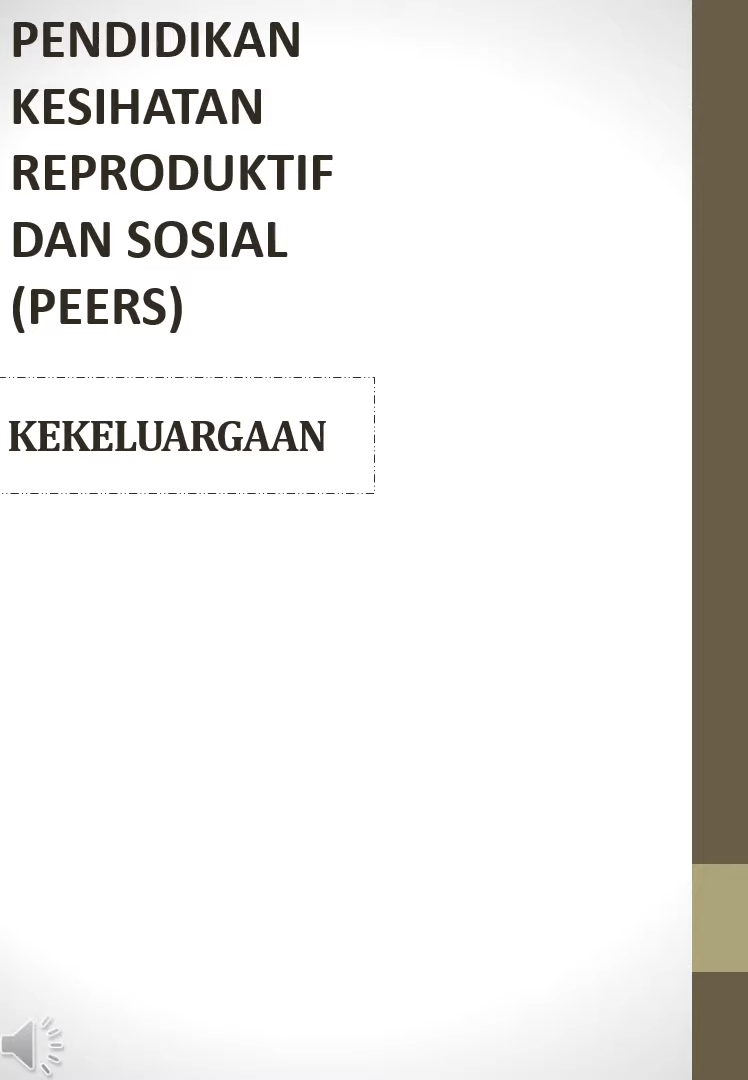 PENDIDIKAN
KESIHATAN
REPRODUKTIF
DAN SOSIAL
(PEERS)
KEKELUARGAAN